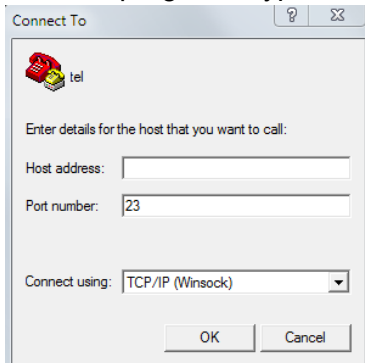 Connect To
tel
Enter details for the host that you want to call:
Host address:
Port number: 23
Connect using: TCP/IP (Winsock)
OK Cancel